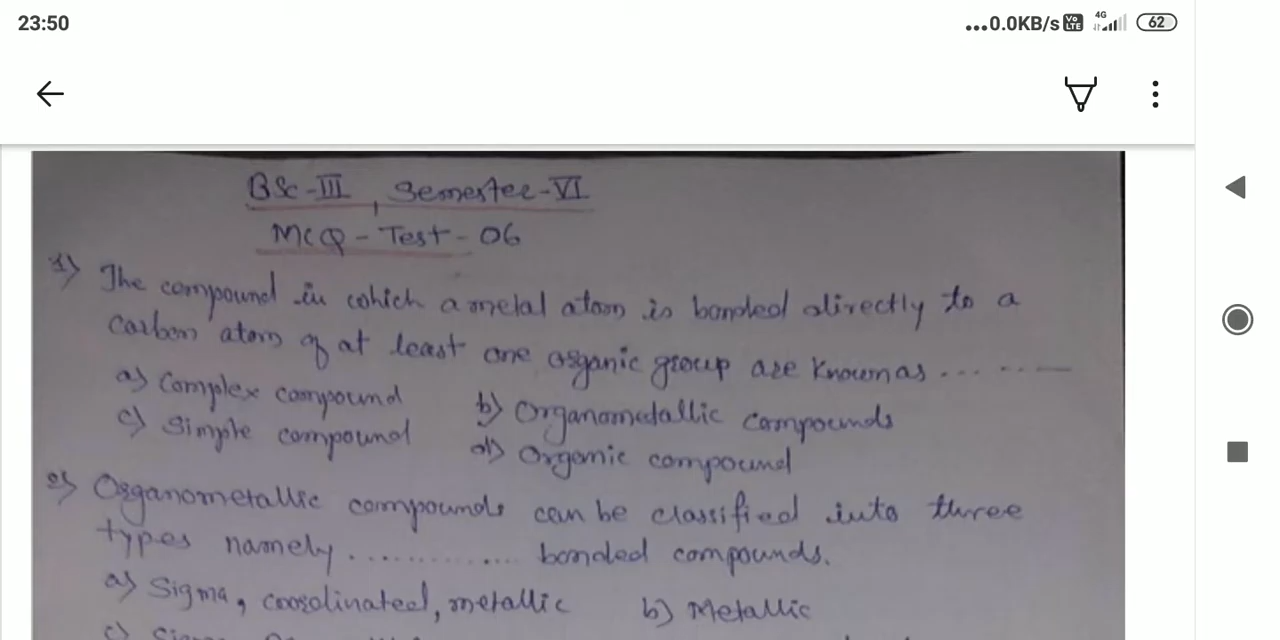 23:50
...0.0KB/s Vo LTE 4G 62
BSc-III, Semester-VI
MCQ - Test - 06
1) The compound in which a metal atom is bonded directly to a
carbon atom of at least one organic group are known as .......
a) Complex compound b) Organometallic compounds
c) Simple compound d) Organic compound
2) Organometallic compounds can be classified into three
types namely ............. bonded compounds.
a) Sigma, coordinated, metallic b) Metallic
c)